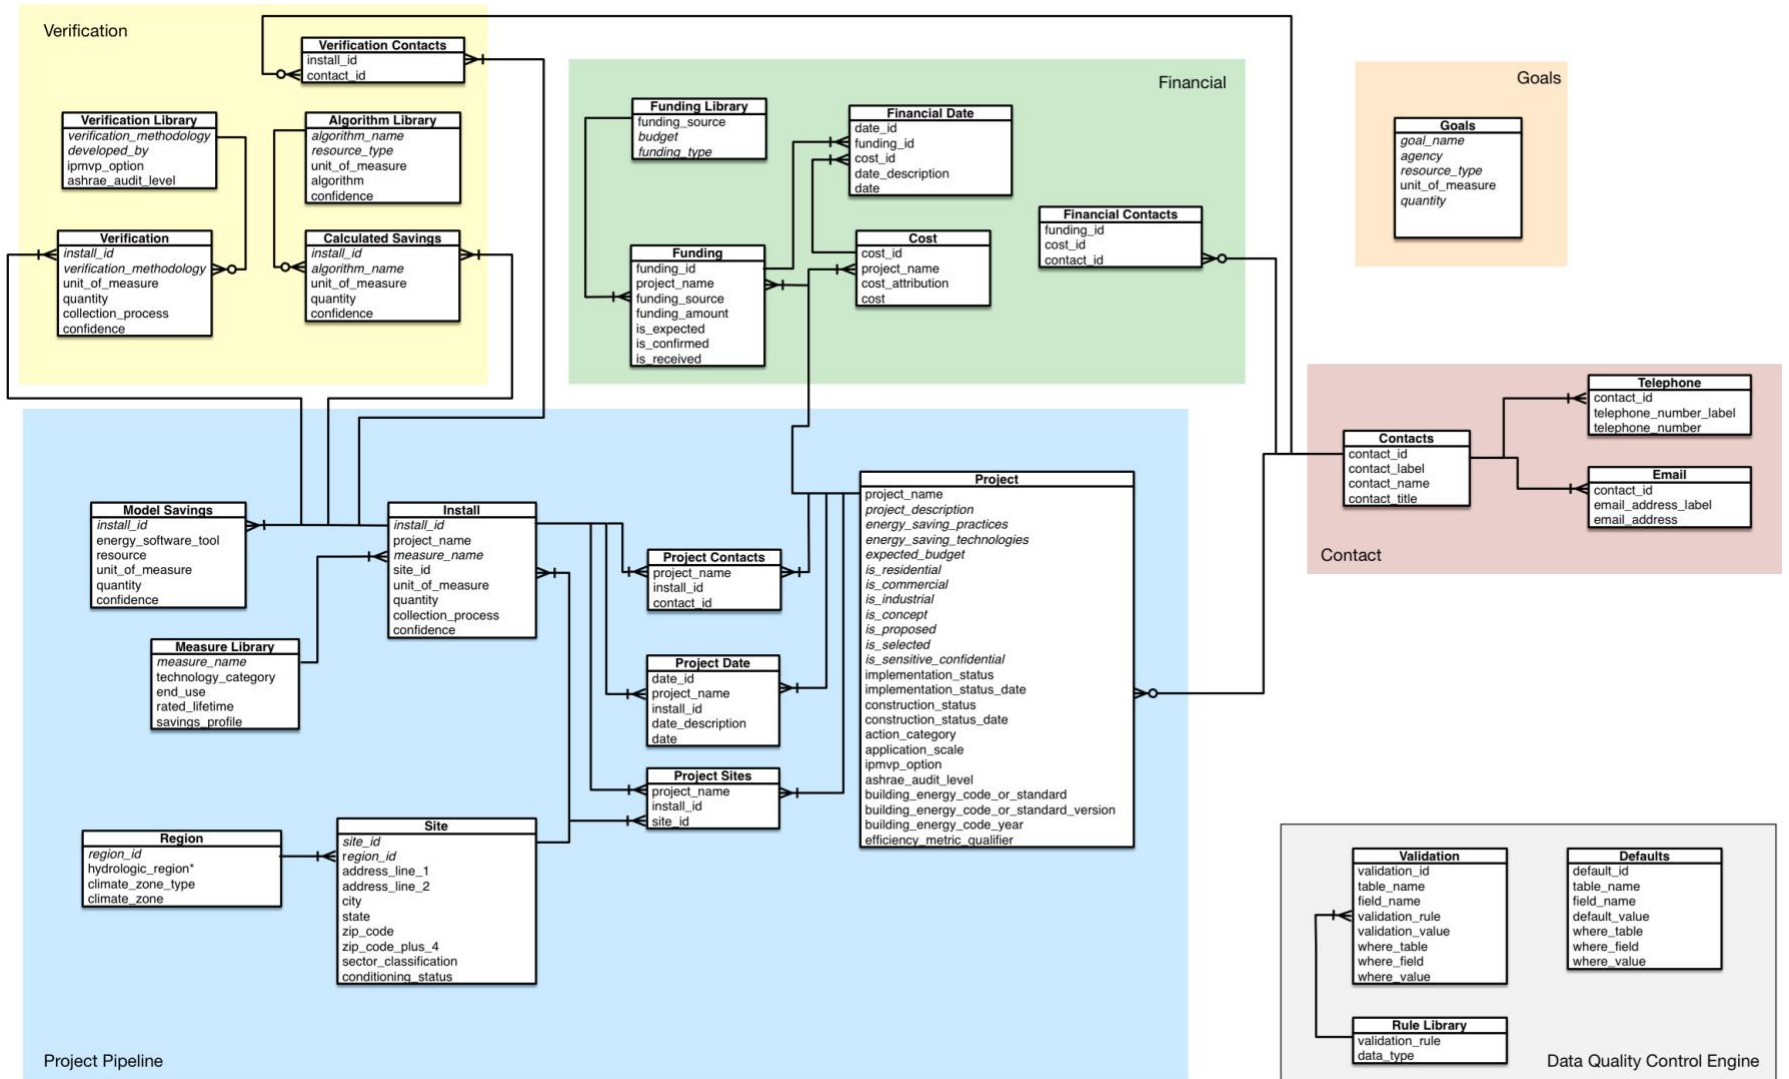 Verification
Verification Contacts
install_id
contact_id
Verification Library
verification_methodology
developed_by
ipmvp_option
ashrae_audit_level
Algorithm Library
algorithm_name
resource_type
unit_of_measure
algorithm
confidence
Verification
install_id
verification_methodology
unit_of_measure
quantity
collection_process
confidence
Calculated Savings
install_id
algorithm_name
unit_of_measure
quantity
confidence
Financial
Funding Library
funding_source
budget
funding_type
Financial Date
date_id
funding_id
cost_id
date_description
date
Funding
funding_id
project_name
funding_source
funding_amount
is_expected
is_confirmed
is_received
Cost
cost_id
project_name
cost_attribution
cost
Financial Contacts
funding_id
cost_id
contact_id
Goals
Goals
goal_name
agency
resource_type
unit_of_measure
quantity
Telephone
contact_id
telephone_number_label
telephone_number
Contacts
contact_id
contact_label
contact_name
contact_title
Email
contact_id
email_address_label
email_address
Contact
Model Savings
install_id
energy_software_tool
resource
unit_of_measure
quantity
confidence
Install
install_id
project_name
measure_name
site_id
unit_of_measure
quantity
collection_process
confidence
Measure Library
measure_name
technology_category
end_use
rated_lifetime
savings_profile
Project Contacts
project_name
install_id
contact_id
Project Date
date_id
project_name
install_id
date_description
date
Project Sites
project_name
install_id
site_id
Region
region_id
hydrologic_region*
climate_zone_type
climate_zone
Site
site_id
region_id
address_line_1
address_line_2
city
state
zip_code
zip_code_plus_4
sector_classification
conditioning_status
Project
project_name
project_description
energy_saving_practices
energy_saving_technologies
expected_budget
is_residential
is_commercial
is_industrial
is_concept
is_proposed
is_selected
is_sensitive_confidential
implementation_status
implementation_status_date
construction_status
construction_status_date
action_category
application_scale
ipmvp_option
ashrae_audit_level
building_energy_code_or_standard
building_energy_code_or_standard_version
building_energy_code_year
efficiency_metric_qualifier
Project Pipeline
Validation
validation_id
table_name
field_name
validation_rule
validation_value
where_table
where_field
where_value
Defaults
default_id
table_name
field_name
default_value
where_table
where_field
where_value
Rule Library
validation_rule
data_type
Data Quality Control Engine